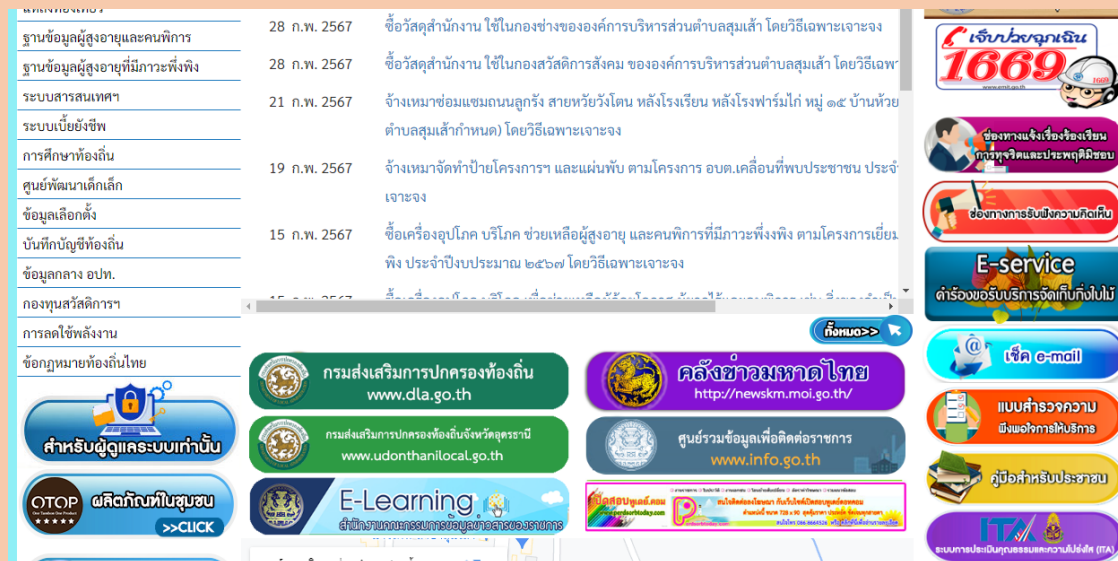 แหล่งท่องเที่ยว
ฐานข้อมูลผู้สูงอายุและคนพิการ
ฐานข้อมูลผู้สูงอายุที่มีภาวะพึ่งพิง
ระบบสารสนเทศฯ
ระบบเบี้ยยังชีพ
การศึกษาท้องถิ่น
ศูนย์พัฒนาเด็กเล็ก
ข้อมูลเลือกตั้ง
บันทึกบัญชีท้องถิ่น
ข้อมูลกลาง อปท.
กองทุนสวัสดิการฯ
การลดใช้พลังงาน
ข้อกฎหมายท้องถิ่นไทย
สำหรับผู้ดูแลระบบเท่านั้น
OTOP ผลิตภัณฑ์ในชุมชน
>>CLICK
28 ก.พ. 2567 ซื้อวัสดุสำนักงาน ใช้ในกองช่างขององค์การบริหารส่วนตำบลสุมเส้า โดยวิธีเฉพาะเจาะจง
28 ก.พ. 2567 ซื้อวัสดุสำนักงาน ใช้ในกองสวัสดิการสังคม ขององค์การบริหารส่วนตำบลสุมเส้า โดยวิธีเฉพา
21 ก.พ. 2567 จ้างเหมาซ่อมแซมถนนลูกรัง สายหวัยวังโตน หลังโรงเรียน หลังโรงฟาร์มไก่ หมู่ ๑๕ บ้านห้วย
ตำบลสุมเส้ากำหนด) โดยวิธีเฉพาะเจาะจง
19 ก.พ. 2567 จ้างเหมาจัดทำป้ายโครงการฯ และแผ่นพับ ตามโครงการ อบต.เคลื่อนที่พบประชาชน ประจำ
เจาะจง
15 ก.พ. 2567 ซื้อเครื่องอุปโภค บริโภค ช่วยเหลือผู้สูงอายุ และคนพิการที่มีภาวะพึ่งงพิง ตามโครงการเยี่ยม
พิง ประจำปีงบประมาณ ๒๕๖๗ โดยวิธีเฉพาะเจาะจง
ทั้งหมด>>
กรมส่งเสริมการปกครองท้องถิ่น
www.dla.go.th
คลังข่าวมหาดไทย
http://newskm.moi.go.th/
กรมส่งเสริมการปกครองท้องถิ่นจังหวัดอุดรธานี
www.udonthanilocal.go.th
ศูนย์รวมข้อมูลเพื่อติดต่อราชการ
www.info.go.th
E-Learning
สำนักงานคณะกรรมการข้อมูลข่าวสารของราชการ
เจ็บป่วยฉุกเฉิน
1669
ช่องทางแจ้งเรื่องร้องเรียน
การทุจริตและประพฤติมิชอบ
ช่องทางการรับฟังความคิดเห็น
E-service
คำร้องขอรับบริการจัดเก็บกิ่งใบไม้
เช็ค e-mail
แบบสำรวจความ
พึงพอใจการให้บริการ
คู่มือสำหรับประชาชน
ITA
ระบบการประเมินคุณธรรมและความโปร่งใส (ITA)